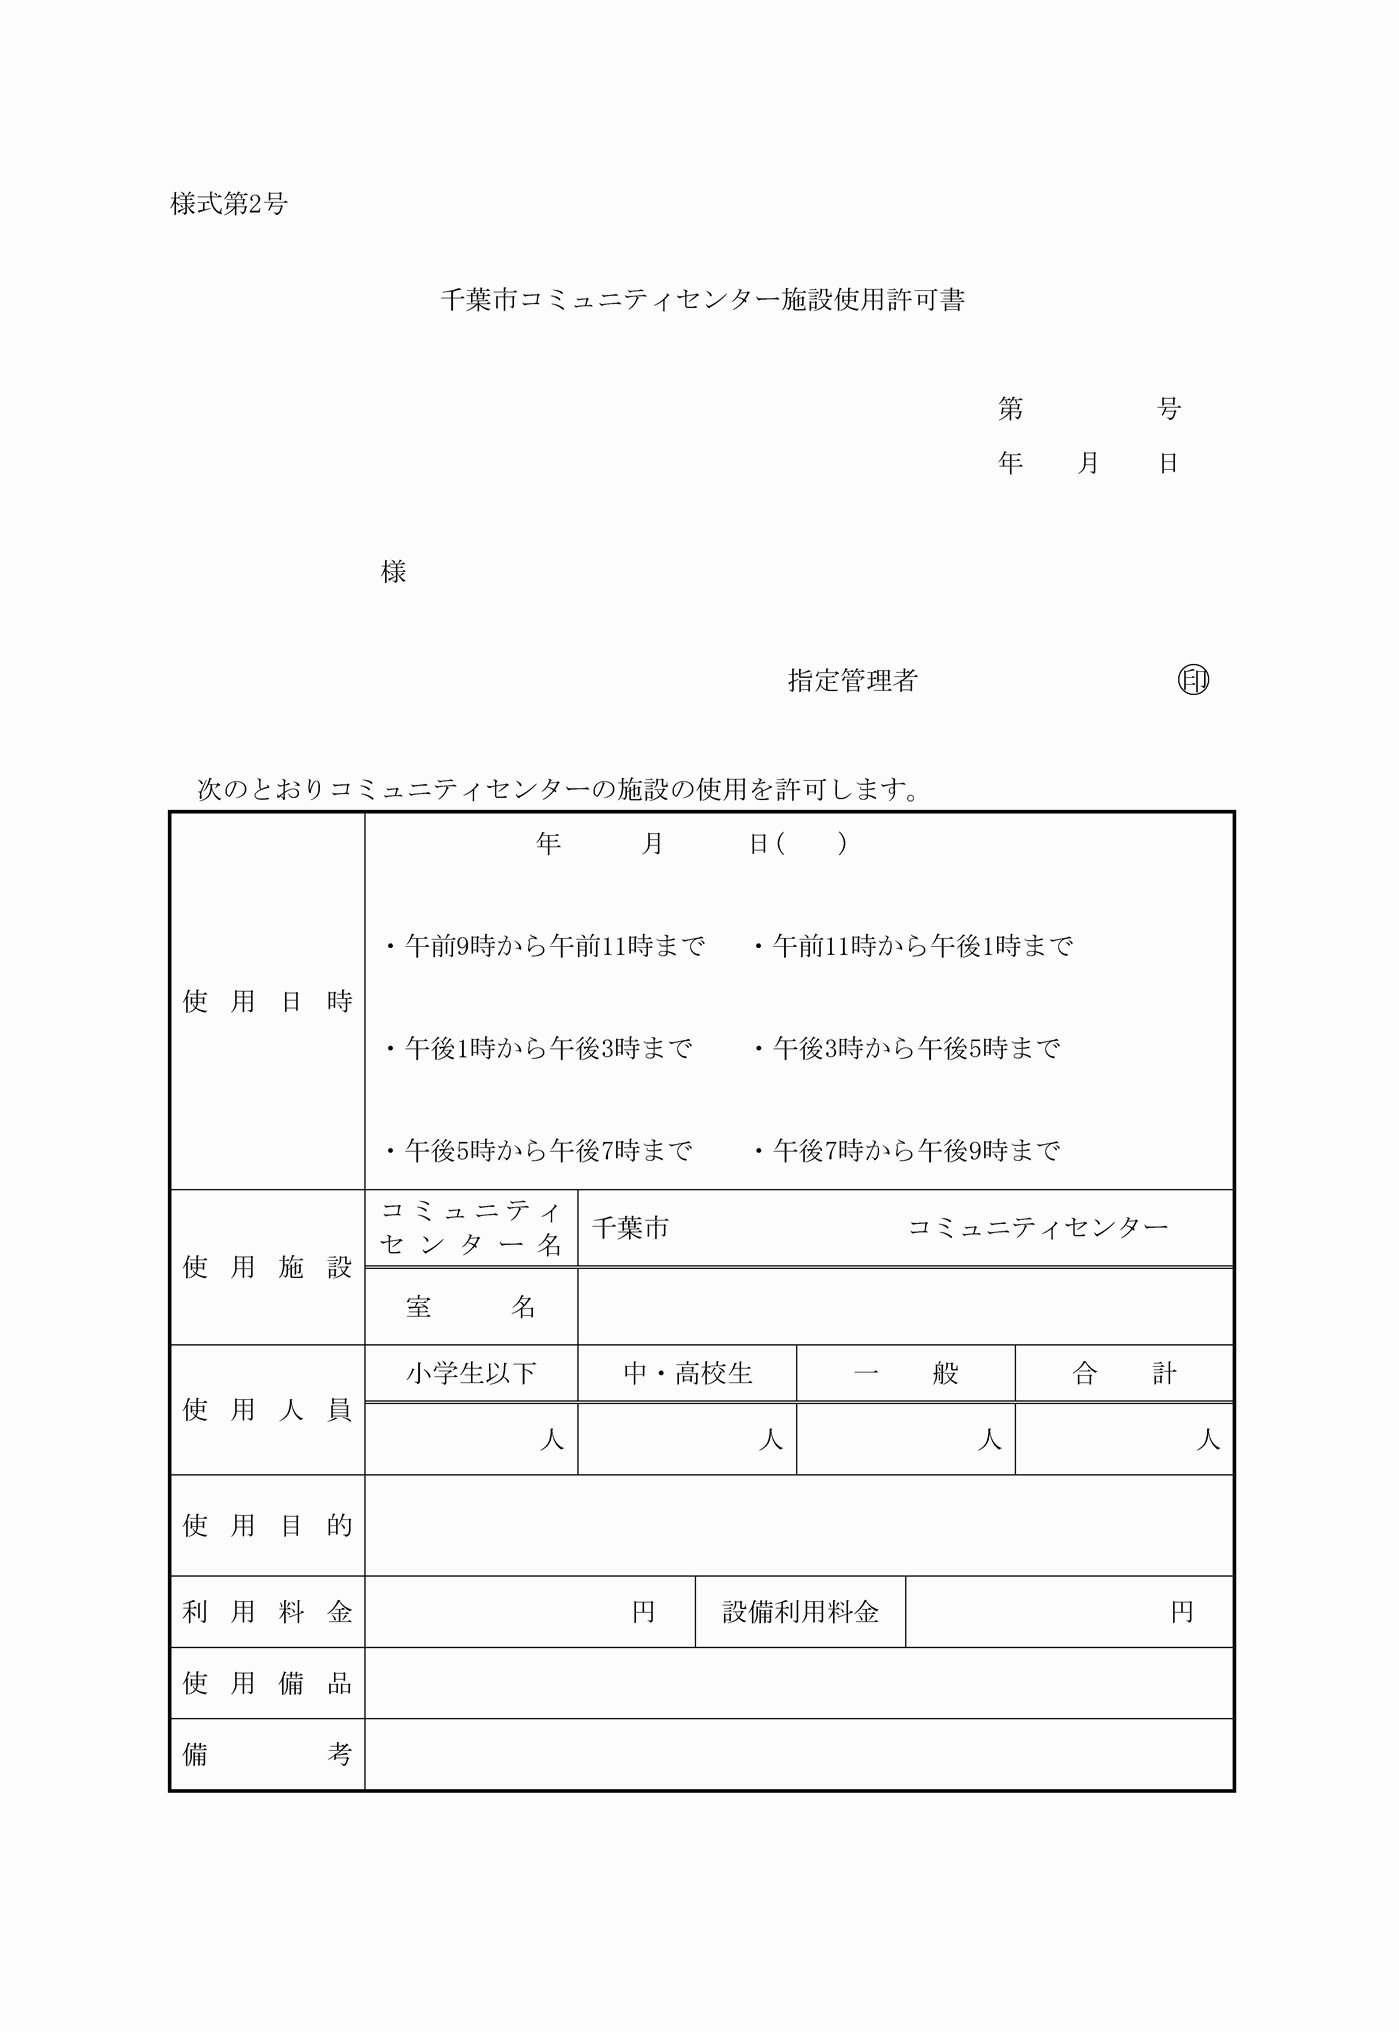 様式第2号
千葉市コミュニティセンター施設使用許可書
第　　　　　号
年　　月　　日
様
指定管理者　　　　　　　　　　㊞
次のとおりコミュニティセンターの施設の使用を許可します。
使用日時
年　　　月　　　日(　　)
・午前9時から午前11時まで　・午前11時から午後1時まで
・午後1時から午後3時まで　　・午後3時から午後5時まで
・午後5時から午後7時まで　　・午後7時から午後9時まで
使用施設
コミュニティ
センター名
千葉市　　　　　　　　　コミュニティセンター
室　　　名
使用人員
小学生以下　中・高校生　一　　般　合　　計
人　人　人　人
使用目的
利用料金　円　設備利用料金　円
使用備品
備考